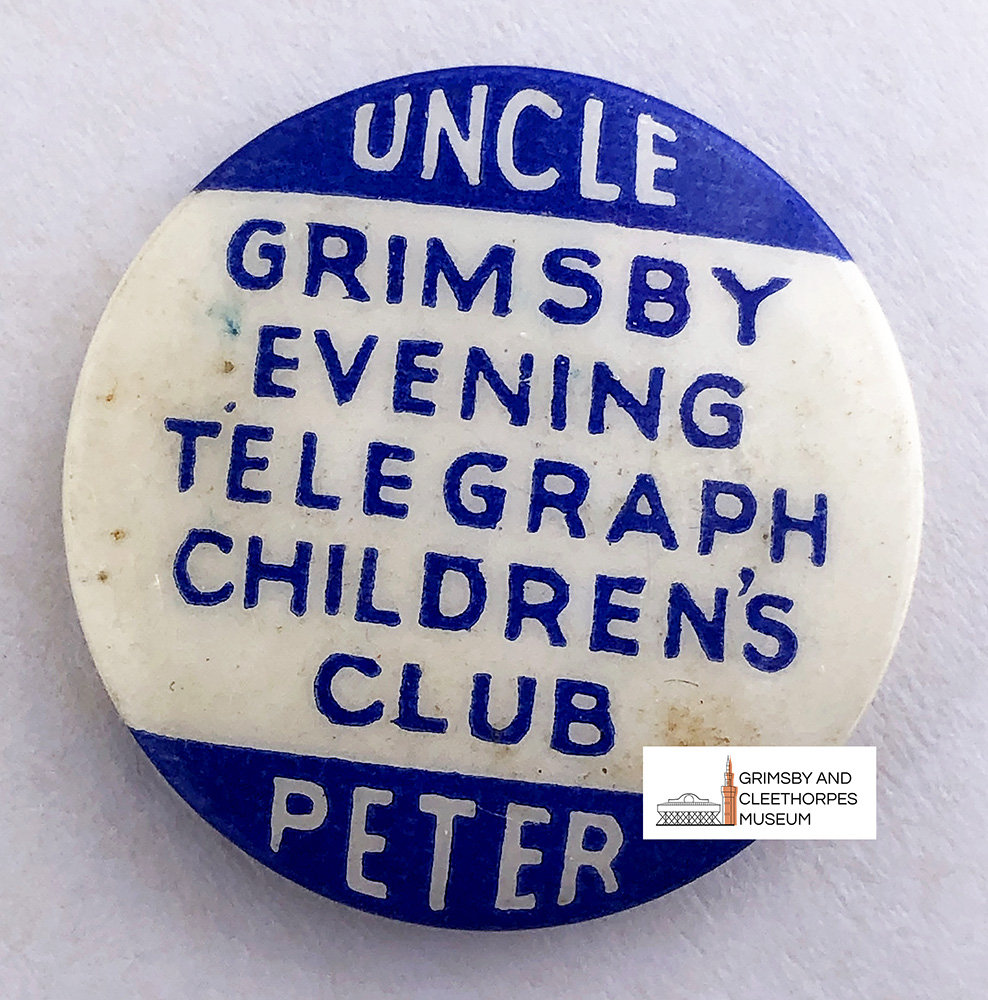 UNCLE
GRIMSBY
EVENING
TELEGRAPH
CHILDREN'S
CLUB
PETER
GRIMSBY AND
CLEETHORPES
MUSEUM